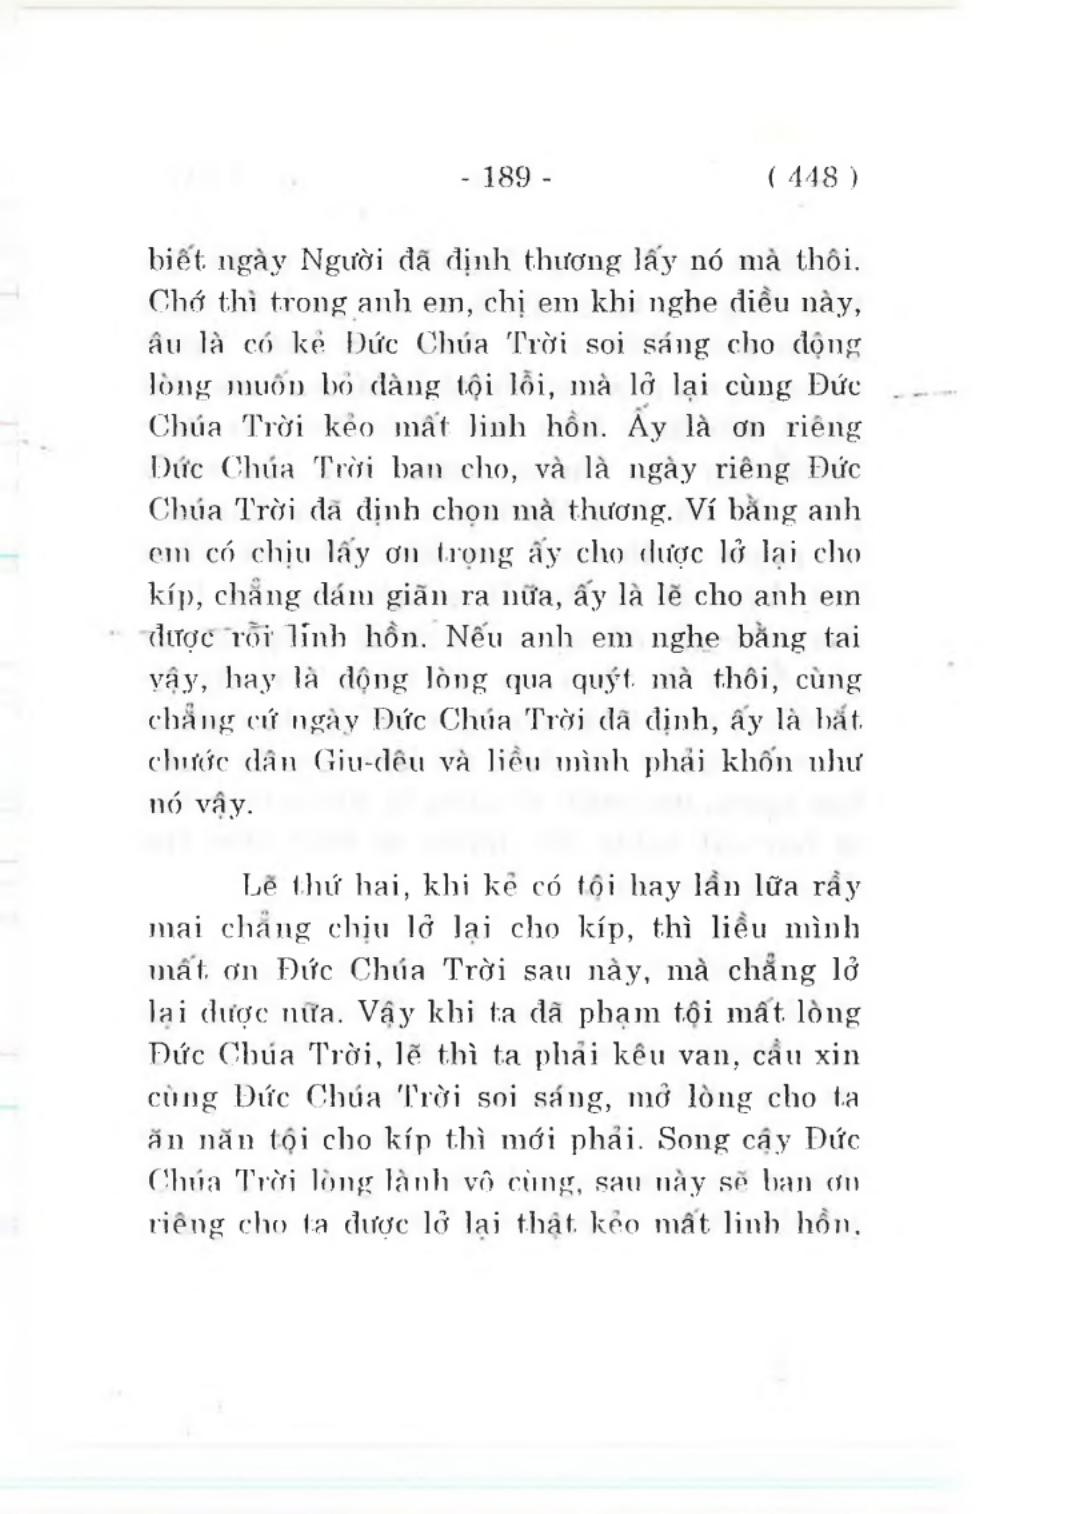 - 189 - ( 448 )
biết ngày Người đã định thương lấy nó mà thôi.
Chớ thì trong anh em, chị em khi nghe điều này,
âu là có kẻ Đức Chúa Trời soi sáng cho động
lòng muốn bỏ đàng tội lỗi, mà lở lại cùng Đức
Chúa Trời kẻo mất linh hồn. Ấy là ơn riêng
Đức Chúa Trời ban cho, và là ngày riêng Đức
Chúa Trời đã định chọn mà thương. Ví bằng anh
em có chịu lấy ơn trọng ấy cho được lở lại cho
kíp, chẳng dám giãn ra nữa, ấy là lẽ cho anh em
được rỗi linh hồn. Nếu anh em nghe bằng tai
vậy, hay là động lòng qua quýt mà thôi, cùng
chẳng cứ ngày Đức Chúa Trời đã định, ấy là bắt
chước dân Giu-dêu và liều mình phải khốn như
nó vậy.
Lẽ thứ hai, khi kẻ có tội hay lần lữa rầy
mai chẳng chịu lở lại cho kíp, thì liều mình
mất ơn Đức Chúa Trời sau này, mà chẳng lở
lại được nữa. Vậy khi ta đã phạm tội mất lòng
Đức Chúa Trời, lẽ thì ta phải kêu van, cầu xin
cùng Đức Chúa Trời soi sáng, mở lòng cho ta
ăn năn tội cho kíp thì mới phải. Song cậy Đức
Chúa Trời lòng lành vô cùng, sau này sẽ ban ơn
riêng cho ta được lở lại thật kẻo mất linh hồn,